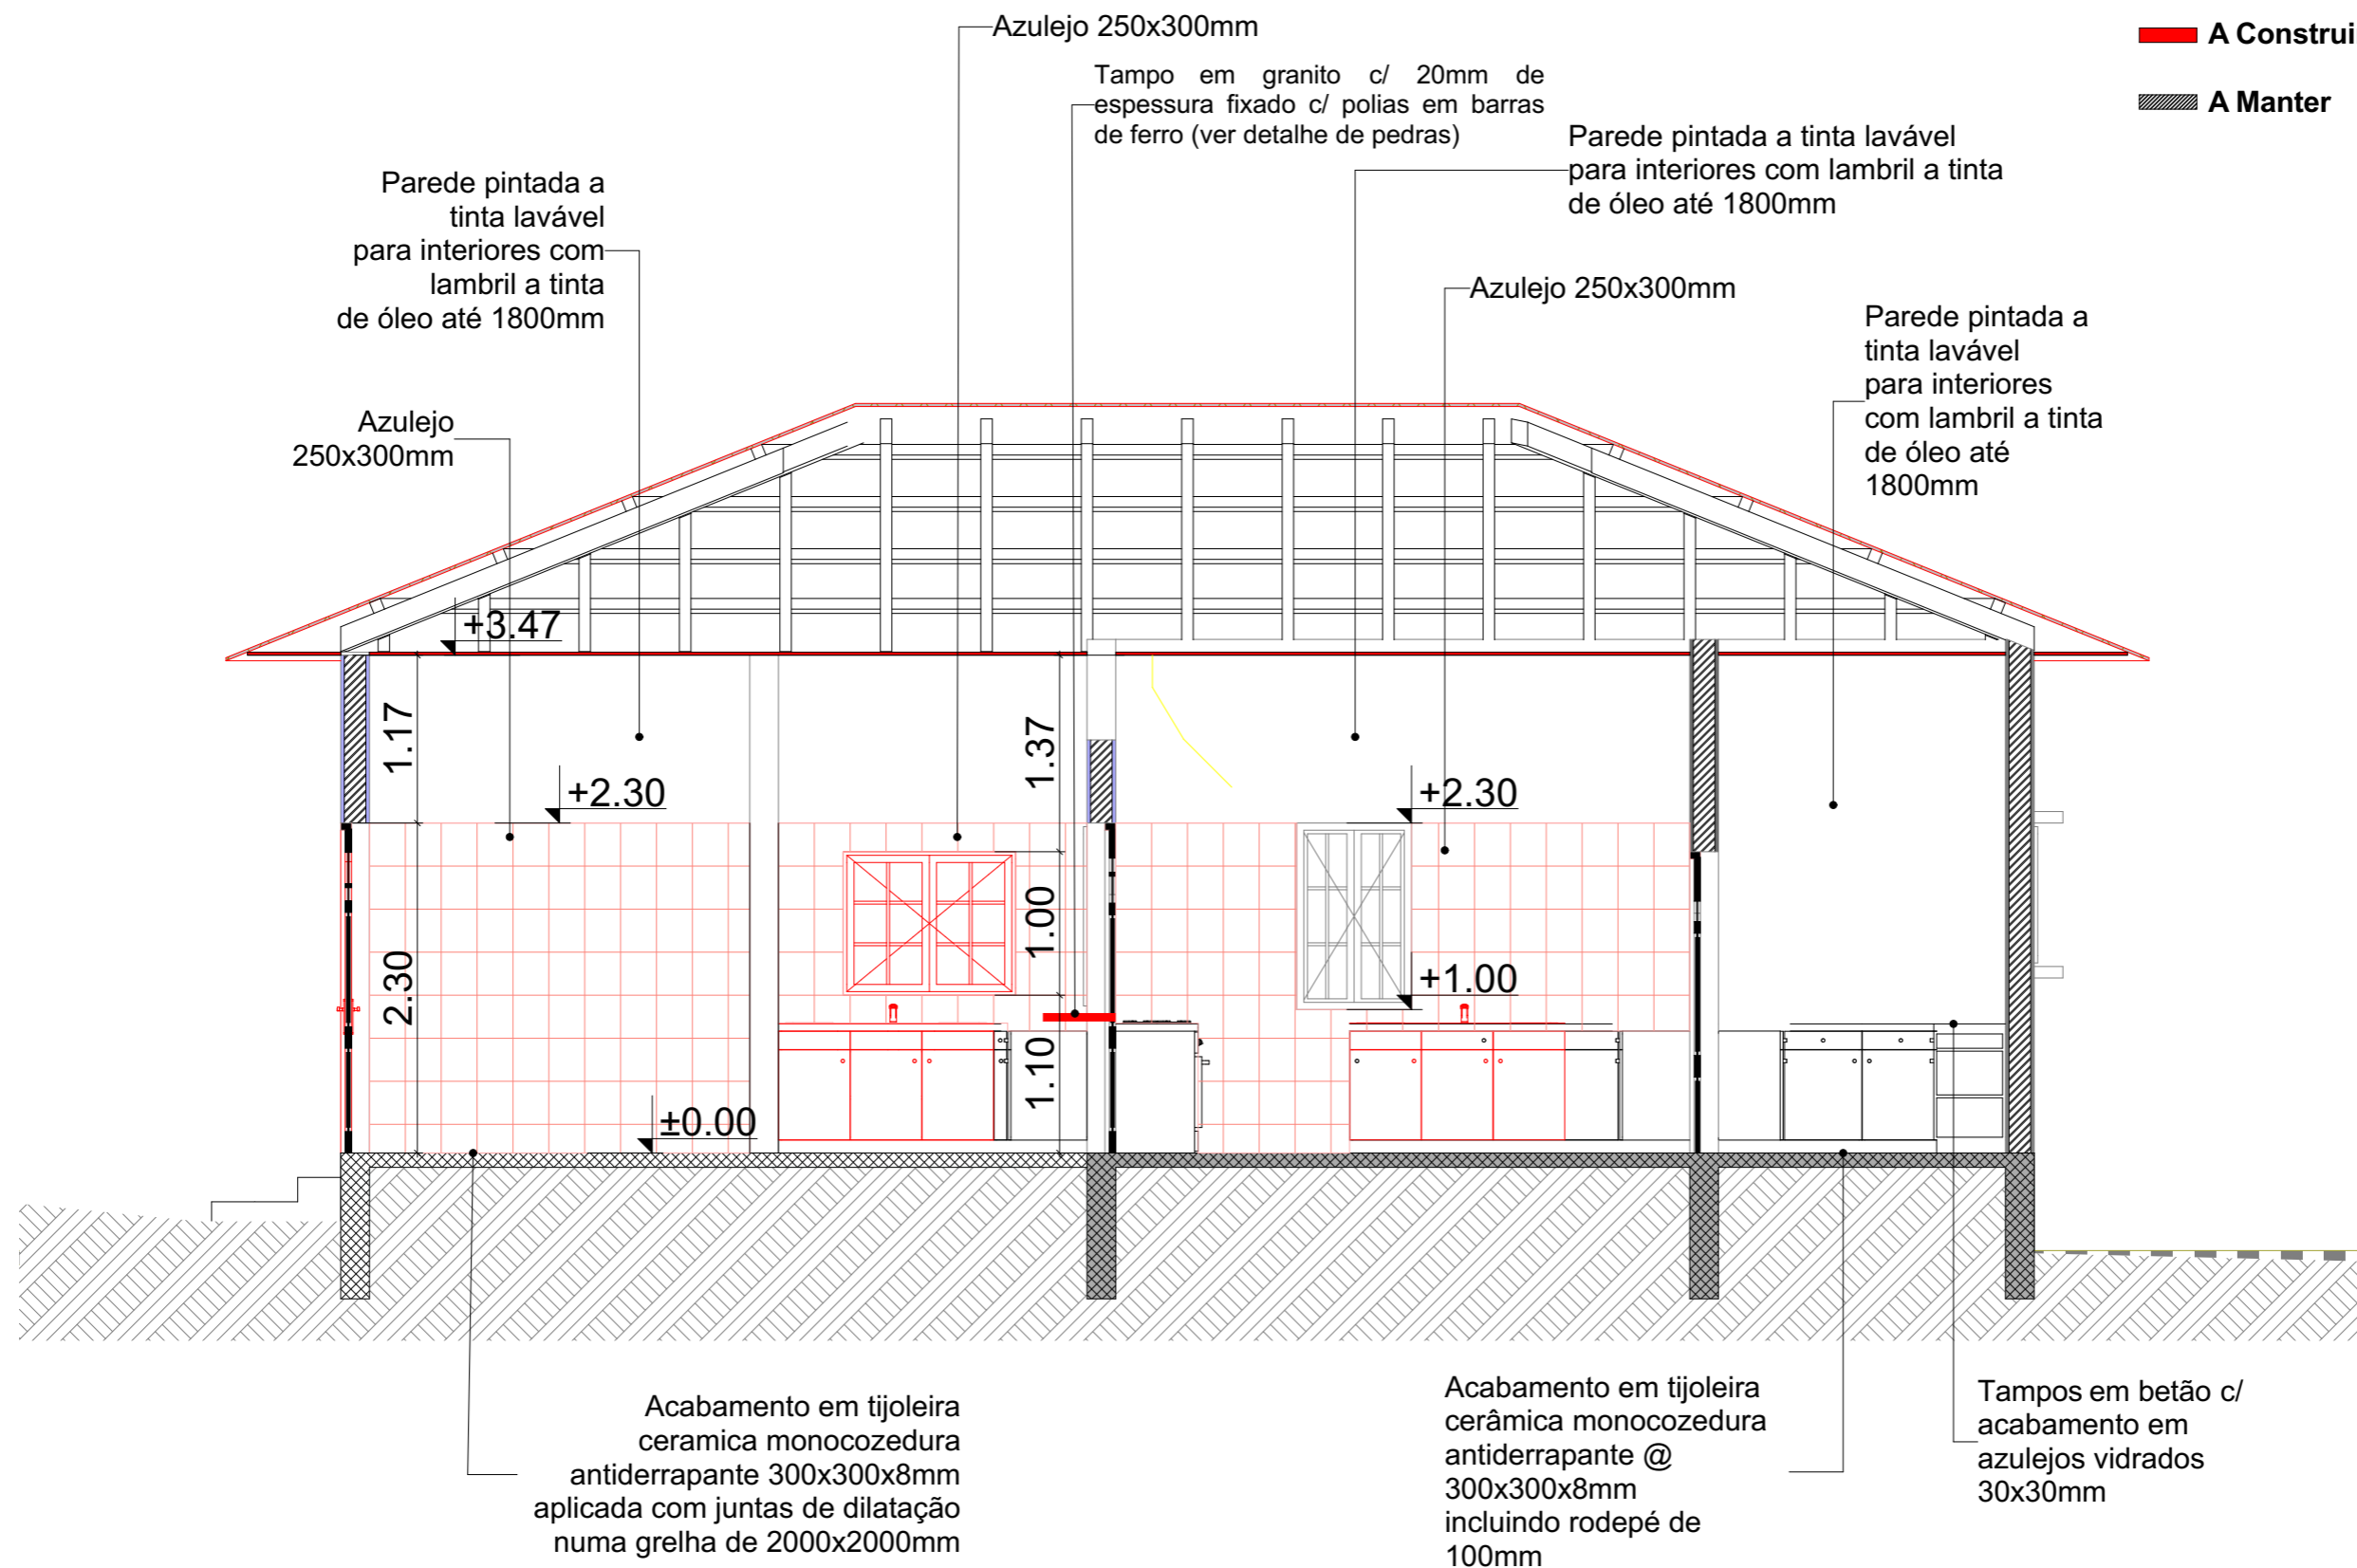 Azulejo 250x300mm
A Construi
Tampo em granito c/ 20mm de
espessura fixado c/ polias em barras
de ferro (ver detalhe de pedras)
A Manter
Parede pintada a tinta lavável
para interiores com lambril a tinta
de óleo até 1800mm
Parede pintada a
tinta lavável
para interiores com
lambril a tinta
de óleo até 1800mm
Azulejo 250x300mm
Parede pintada a
tinta lavável
para interiores
com lambril a tinta
de óleo até
1800mm
Azulejo
250x300mm
+3.47
1.17
1.37
+2.30
+2.30
1.00
2.30
+1.00
1.10
±0.00
Acabamento em tijoleira
ceramica monocozedura
antiderrapante 300x300x8mm
aplicada com juntas de dilatação
numa grelha de 2000x2000mm
Acabamento em tijoleira
cerâmica monocozedura
antiderrapante @
300x300x8mm
incluindo rodepé de
100mm
Tampos em betão c/
acabamento em
azulejos vidrados
30x30mm